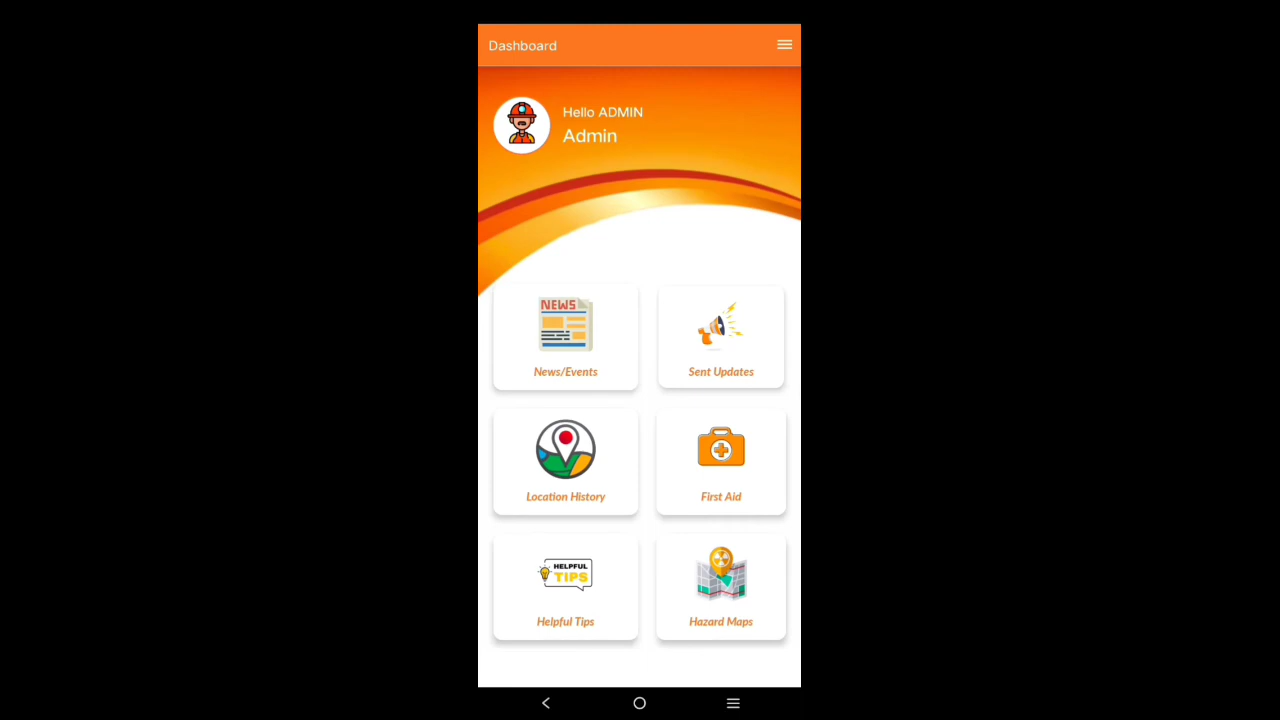 Dashboard
Hello ADMIN
Admin
NEWS
News/Events
Sent Updates
Location History
First Aid
HELPFUL
TIPS
Helpful Tips
Hazard Maps